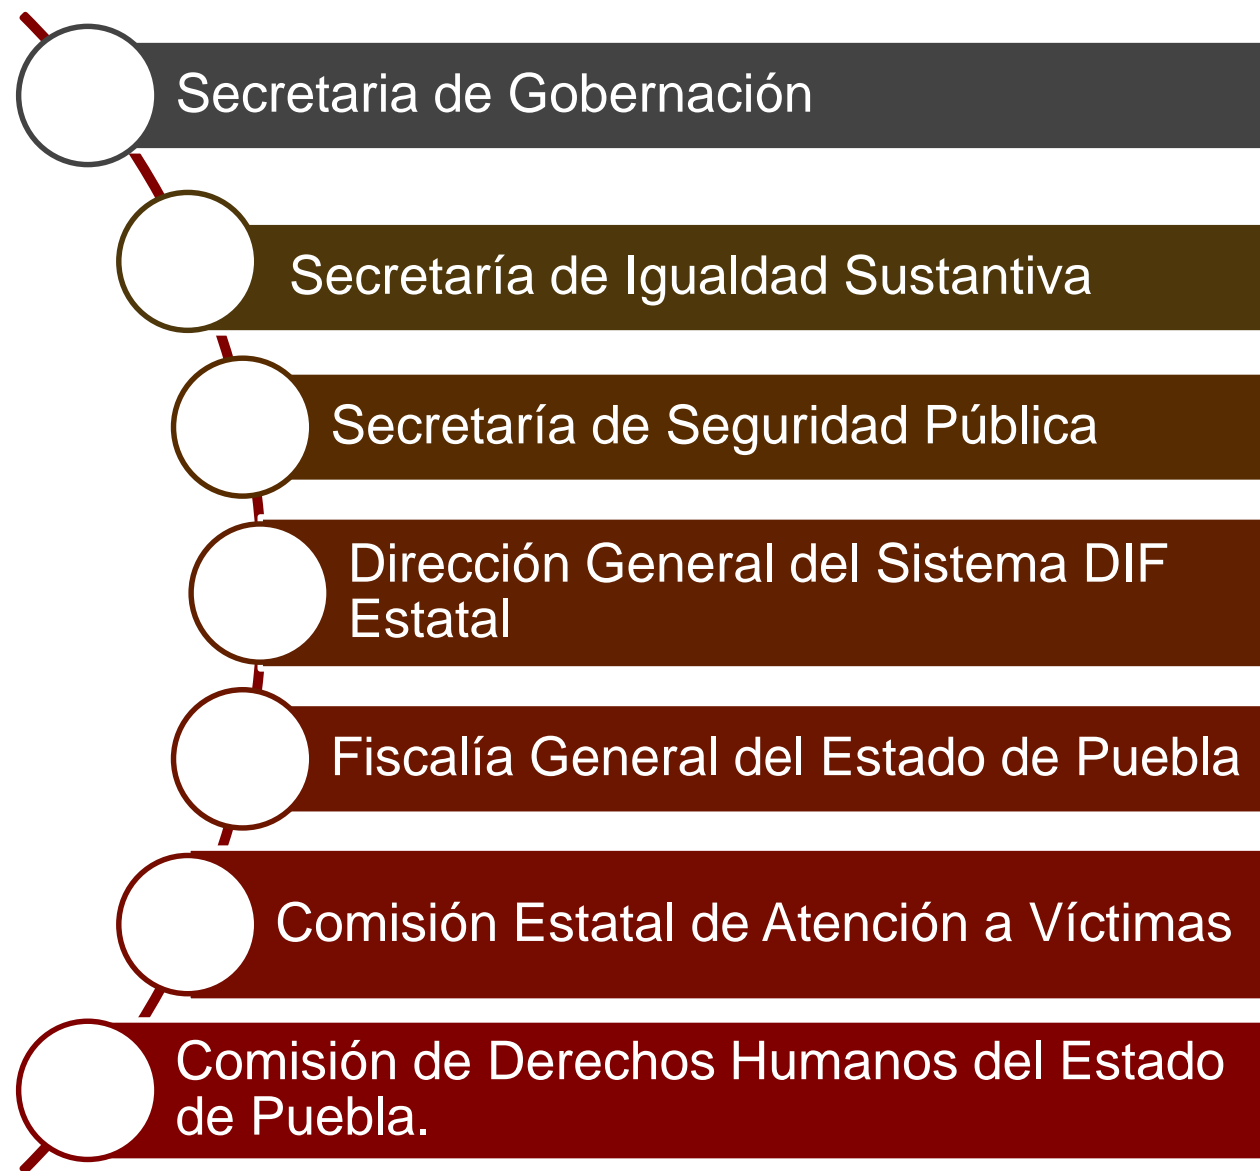 Secretaria de Gobernación
Secretaría de Igualdad Sustantiva
Secretaría de Seguridad Pública
Dirección General del Sistema DIF
Estatal
Fiscalía General del Estado de Puebla
Comisión Estatal de Atención a Víctimas
Comisión de Derechos Humanos del Estado
de Puebla.